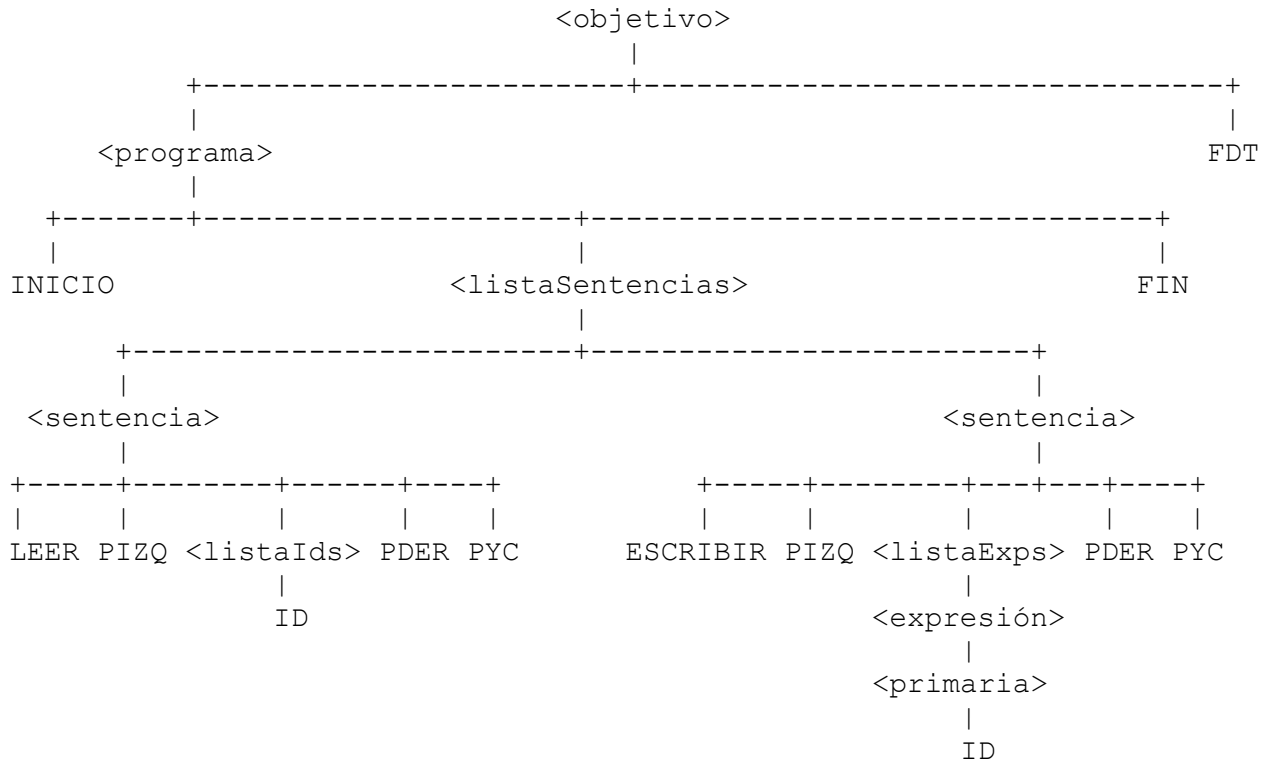 <objetivo>
<programa> FDT
INICIO <listaSentencias> FIN
<sentencia> <sentencia>
LEER PIZQ <listaIds> PDER PYC ESCRIBIR PIZQ <listaExps> PDER PYC
ID <expresión>
<primaria>
ID